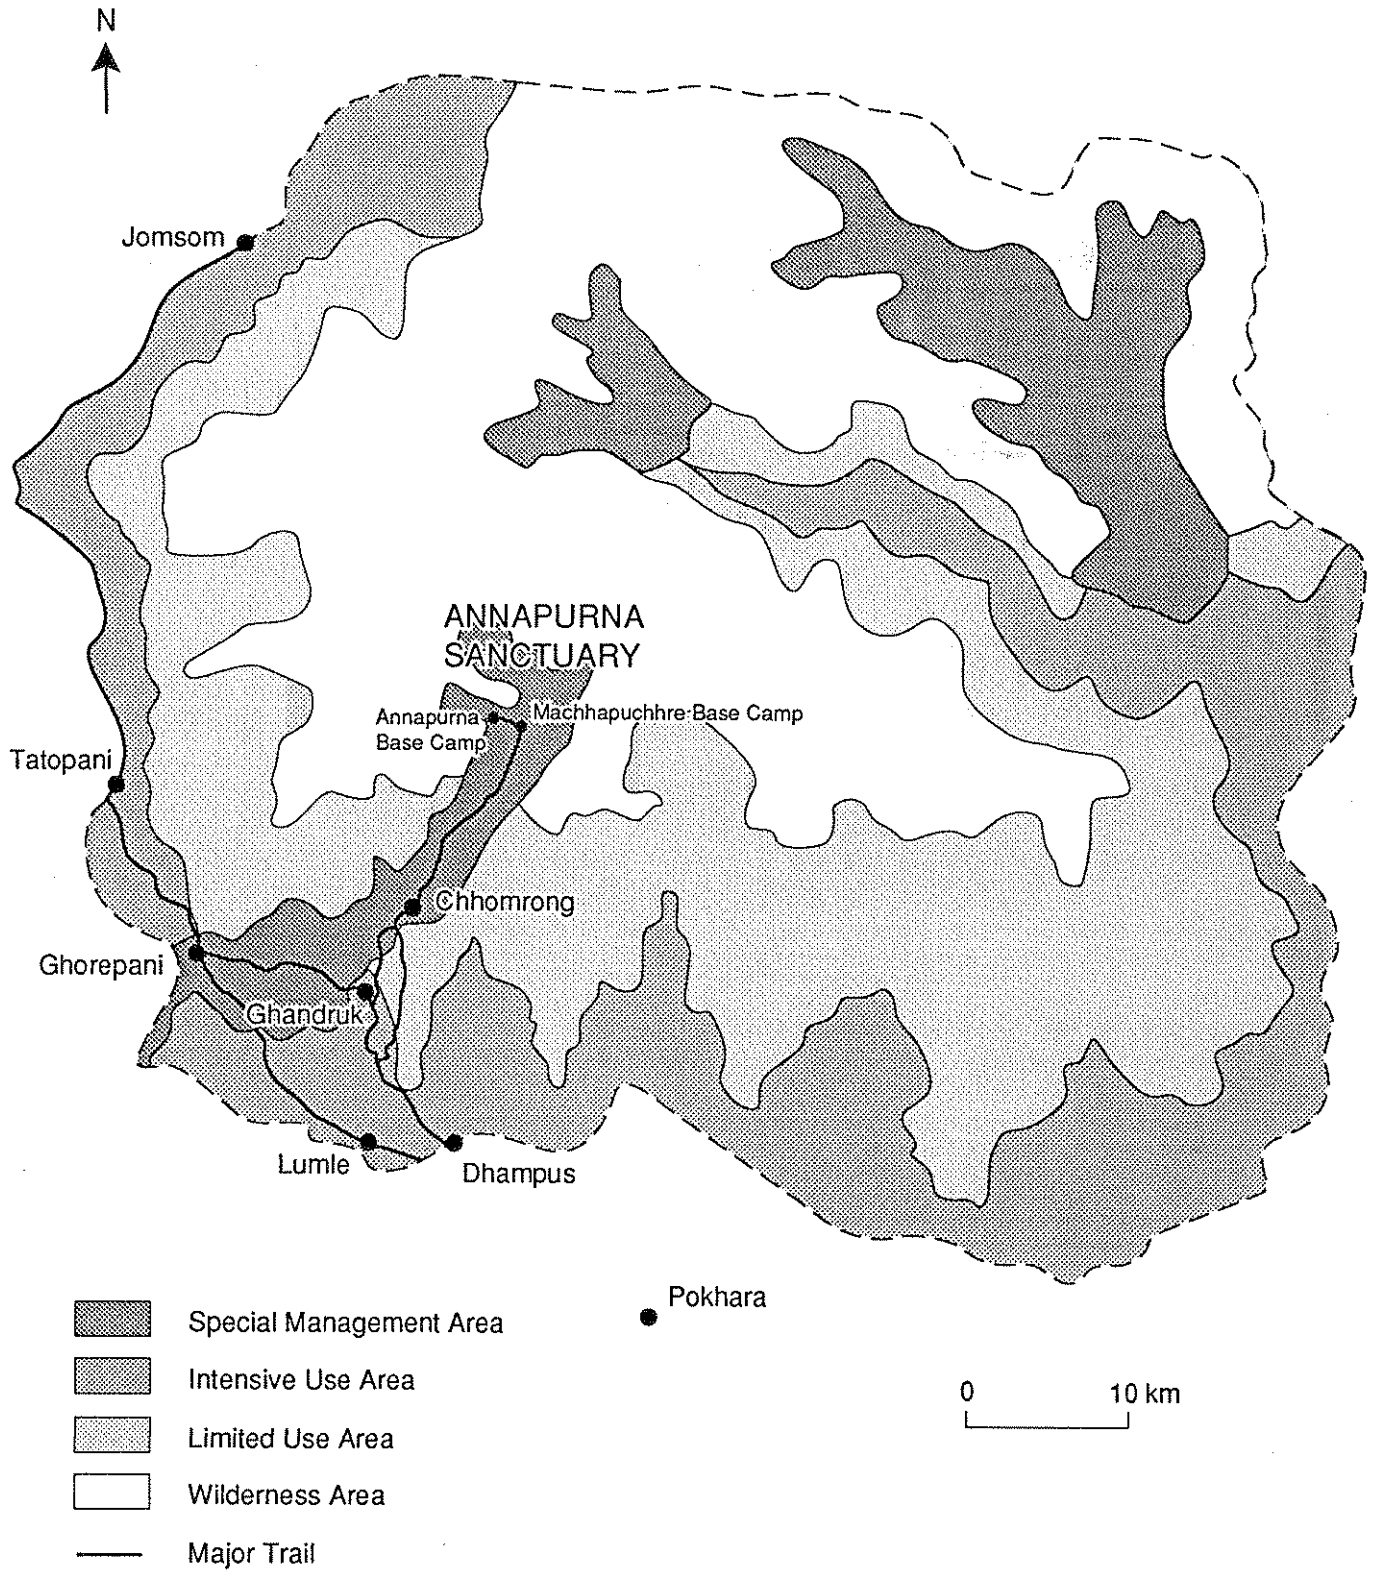 N
Jomsom
ANNAPURNA
SANCTUARY
Annapurna
Base Camp
Machhapuchhre Base Camp
Tatopani
Chhomrong
Ghorepani
Ghandruk
Lumle
Dhampus
Pokhara
Special Management Area
Intensive Use Area
Limited Use Area
Wilderness Area
Major Trail
0 10 km